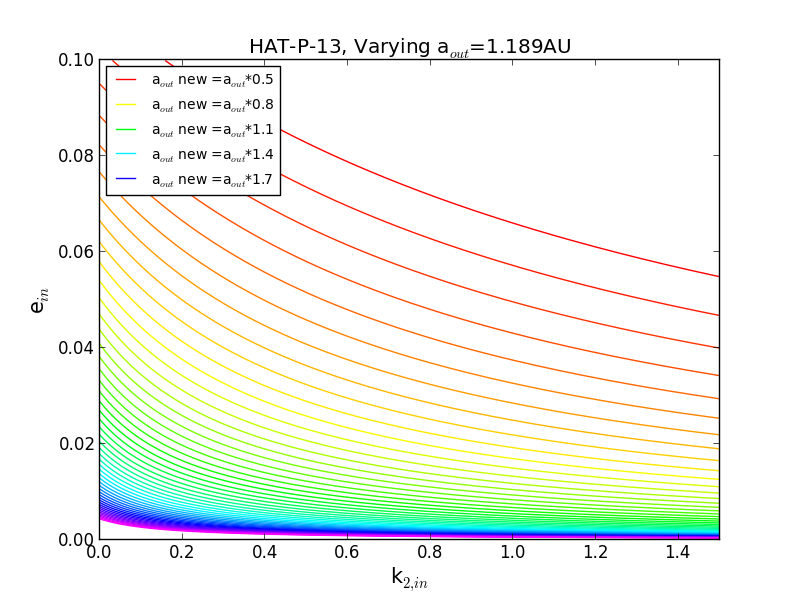 HAT-P-13, Varying a_out=1.189AU
0.10
a_out new =a_out*0.5
a_out new =a_out*0.8
a_out new =a_out*1.1
a_out new =a_out*1.4
a_out new =a_out*1.7
0.08
0.06
e_in
0.04
0.02
0.00
0.0 0.2 0.4 0.6 0.8 1.0 1.2 1.4
k_2,in